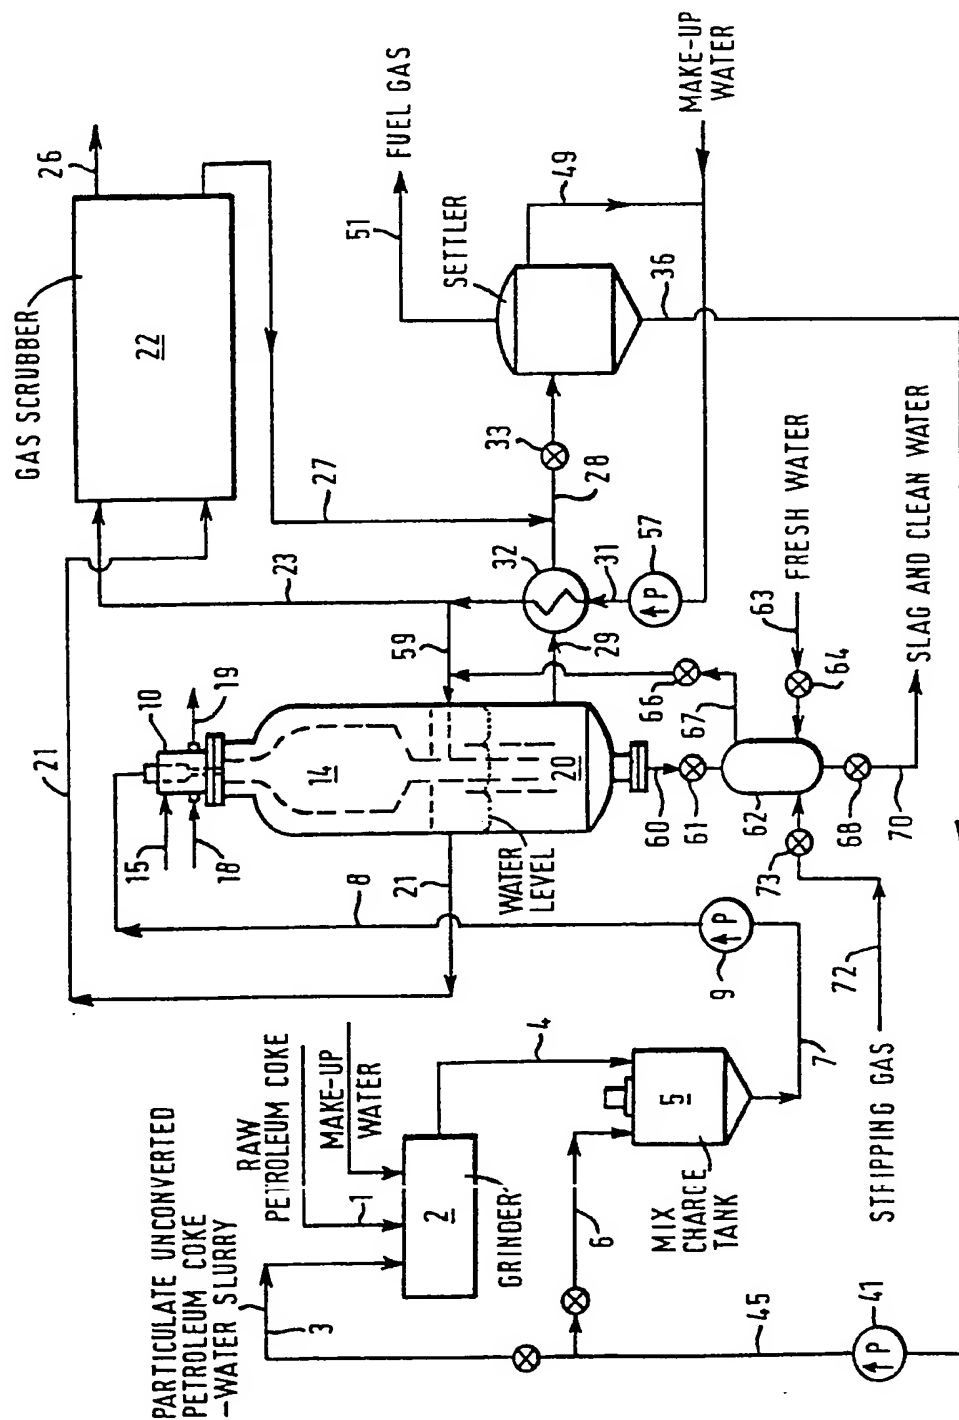 PARTICULATE UNCONVERTED
PETROLEUM COKE
-WATER SLURRY
3
RAW
PETROLEUM COKE
1
MAKE-UP
WATER
2
GRINDER
4
6
5
MIX
CHARGE
TANK
45
41
P
7
9
P
8
21
21
15
18
10
19
14
20
WATER
LEVEL
GAS SCRUBBER
22
26
23
27
59
29
32
31
57
P
28
33
SETTLER
51
FUEL GAS
49
36
MAKE-UP
WATER
60
61
62
66
67
63
FRESH WATER
64
68
70
SLAG AND CLEAN WATER
73
72
STFIPPING GAS